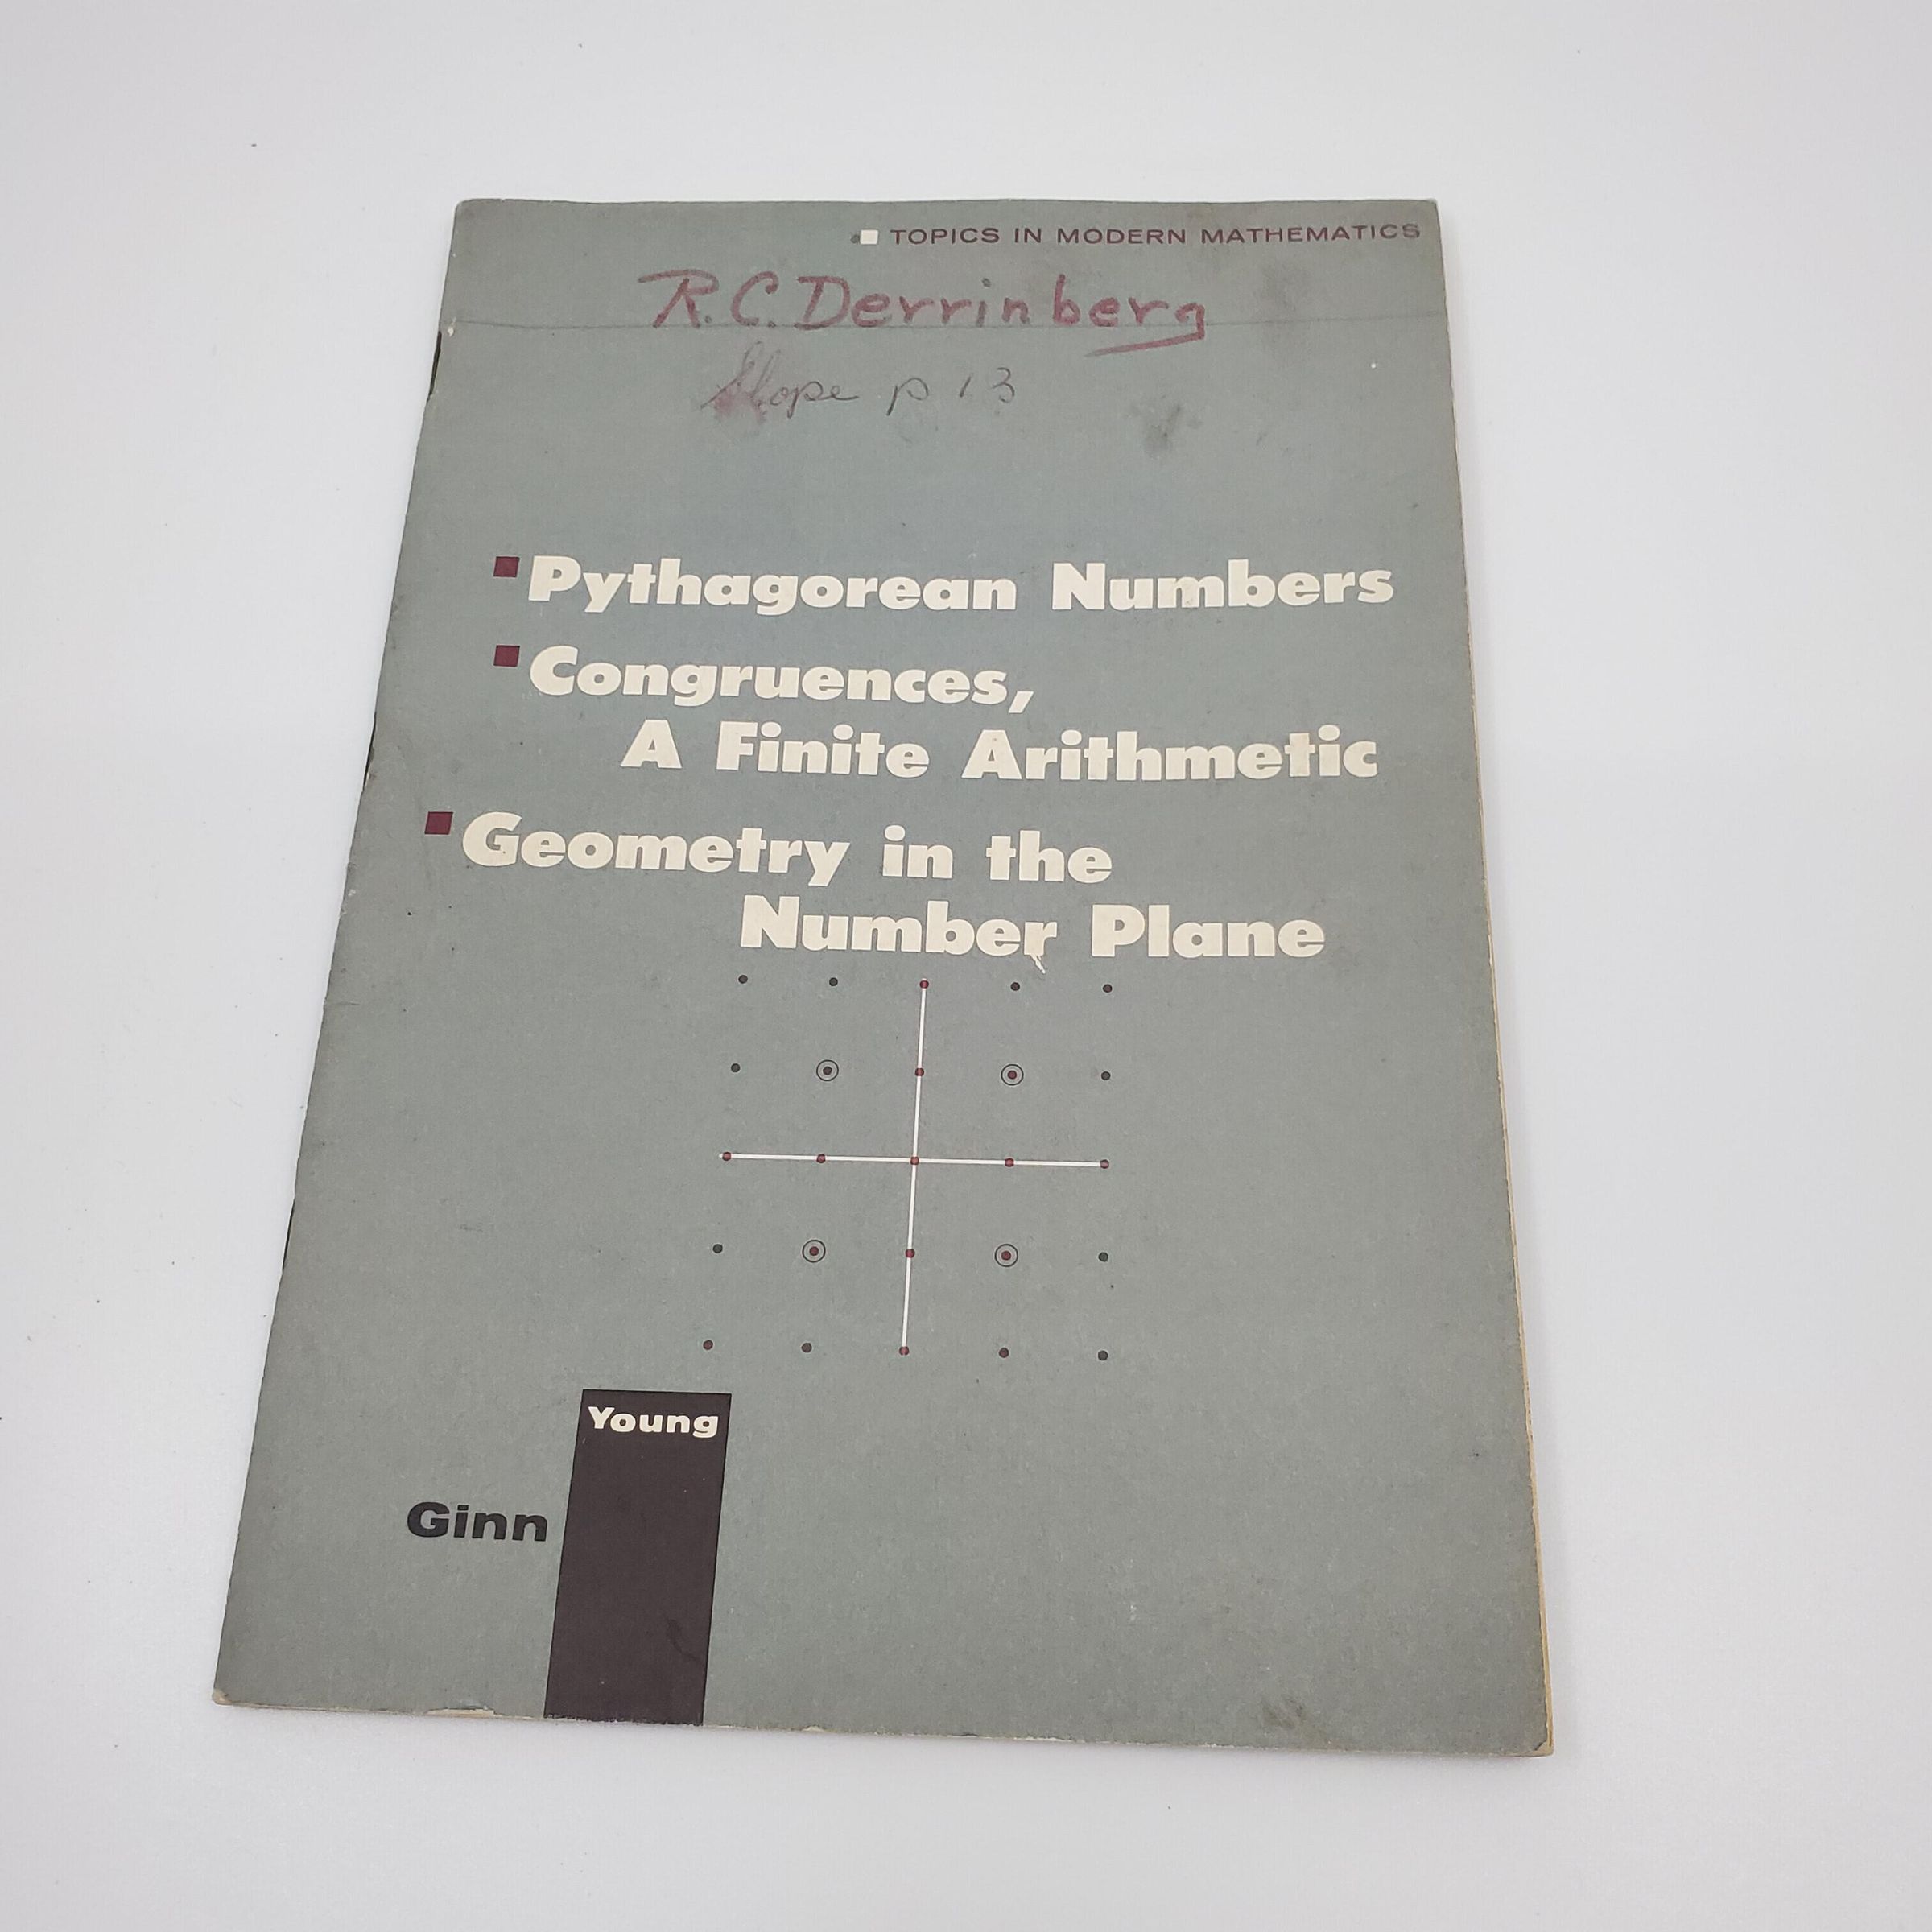 TOPICS IN MODERN MATHEMATICS
R.C. Derrinberg
Slope p 13
Pythagorean Numbers
Congruences,
A Finite Arithmetic
Geometry in the
Number Plane
Young
Ginn